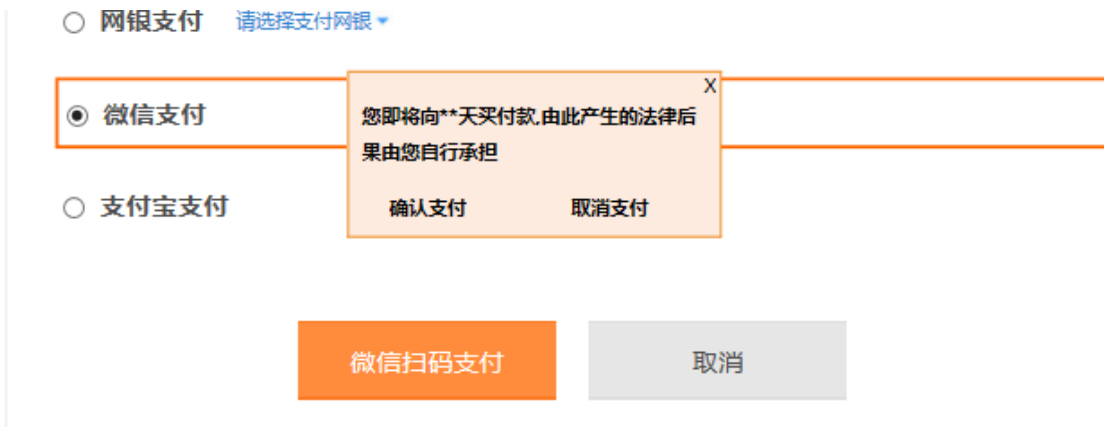 网银支付 请选择支付网银
X
微信支付
您即将向**天买付款,由此产生的法律后
果由您自行承担
支付宝支付
确认支付 取消支付
微信扫码支付 取消